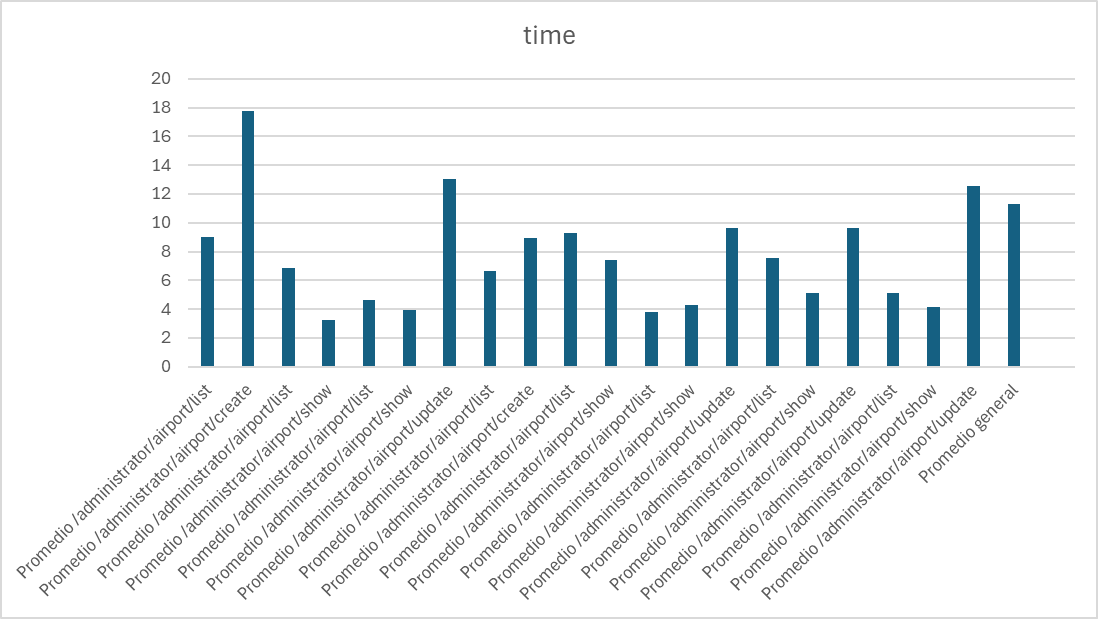 time
20
18
16
14
12
10
8
6
4
2
0
Promedio /administrator/airport/list
Promedio /administrator/airport/create
Promedio /administrator/airport/list
Promedio /administrator/airport/show
Promedio /administrator/airport/list
Promedio /administrator/airport/show
Promedio /administrator/airport/update
Promedio /administrator/airport/list
Promedio /administrator/airport/create
Promedio /administrator/airport/list
Promedio /administrator/airport/show
Promedio /administrator/airport/list
Promedio /administrator/airport/show
Promedio /administrator/airport/update
Promedio /administrator/airport/list
Promedio /administrator/airport/show
Promedio /administrator/airport/update
Promedio /administrator/airport/list
Promedio /administrator/airport/show
Promedio /administrator/airport/update
Promedio general